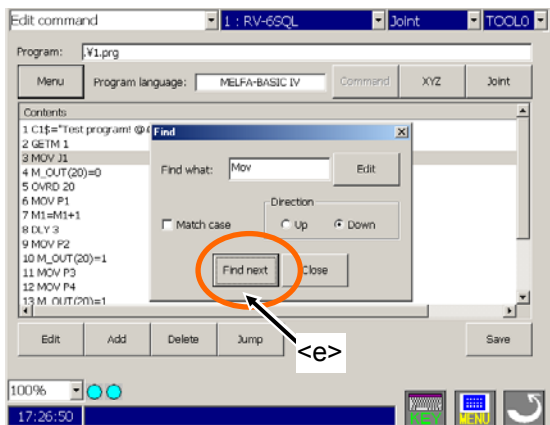 Edit command 1 : RV-6SQL Joint TOOL0
Program: .¥1.prg
Menu Program language: MELFA-BASIC IV Command XYZ Joint
Contents
1 C1$="Test program! @
2 GETM 1
3 MOV J1
4 M_OUT(20)=0
5 OVRD 20
6 MOV P1
7 M1=M1+1
8 DLY 3
9 MOV P2
10 M_OUT(20)=1
11 MOV P3
12 MOV P4
13 M_OUT(20)=1
Find
Find what: Mov Edit
Direction
Match case Up Down
Find next Close
<e>
Edit Add Delete Jump Save
100%
17:26:50 KEY MENU